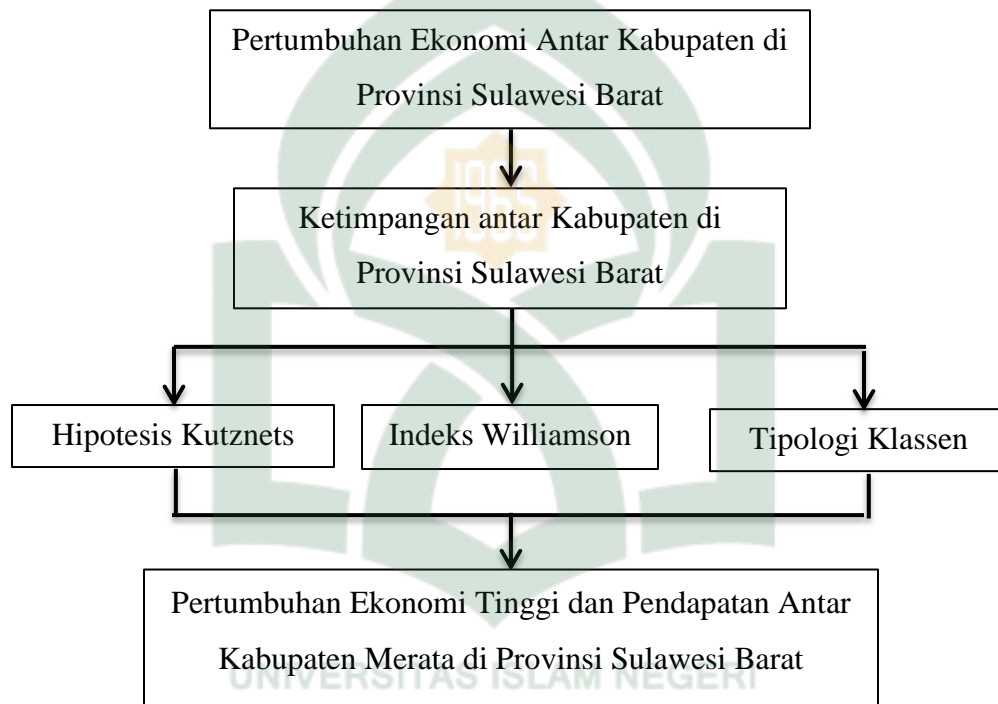 Pertumbuhan Ekonomi Antar Kabupaten di
Provinsi Sulawesi Barat
1965
Ketimpangan antar Kabupaten di
Provinsi Sulawesi Barat
Hipotesis Kutznets
Indeks Williamson
Tipologi Klassen
Pertumbuhan Ekonomi Tinggi dan Pendapatan Antar
Kabupaten Merata di Provinsi Sulawesi Barat
UNIVERSITAS ISLAM NEGERI